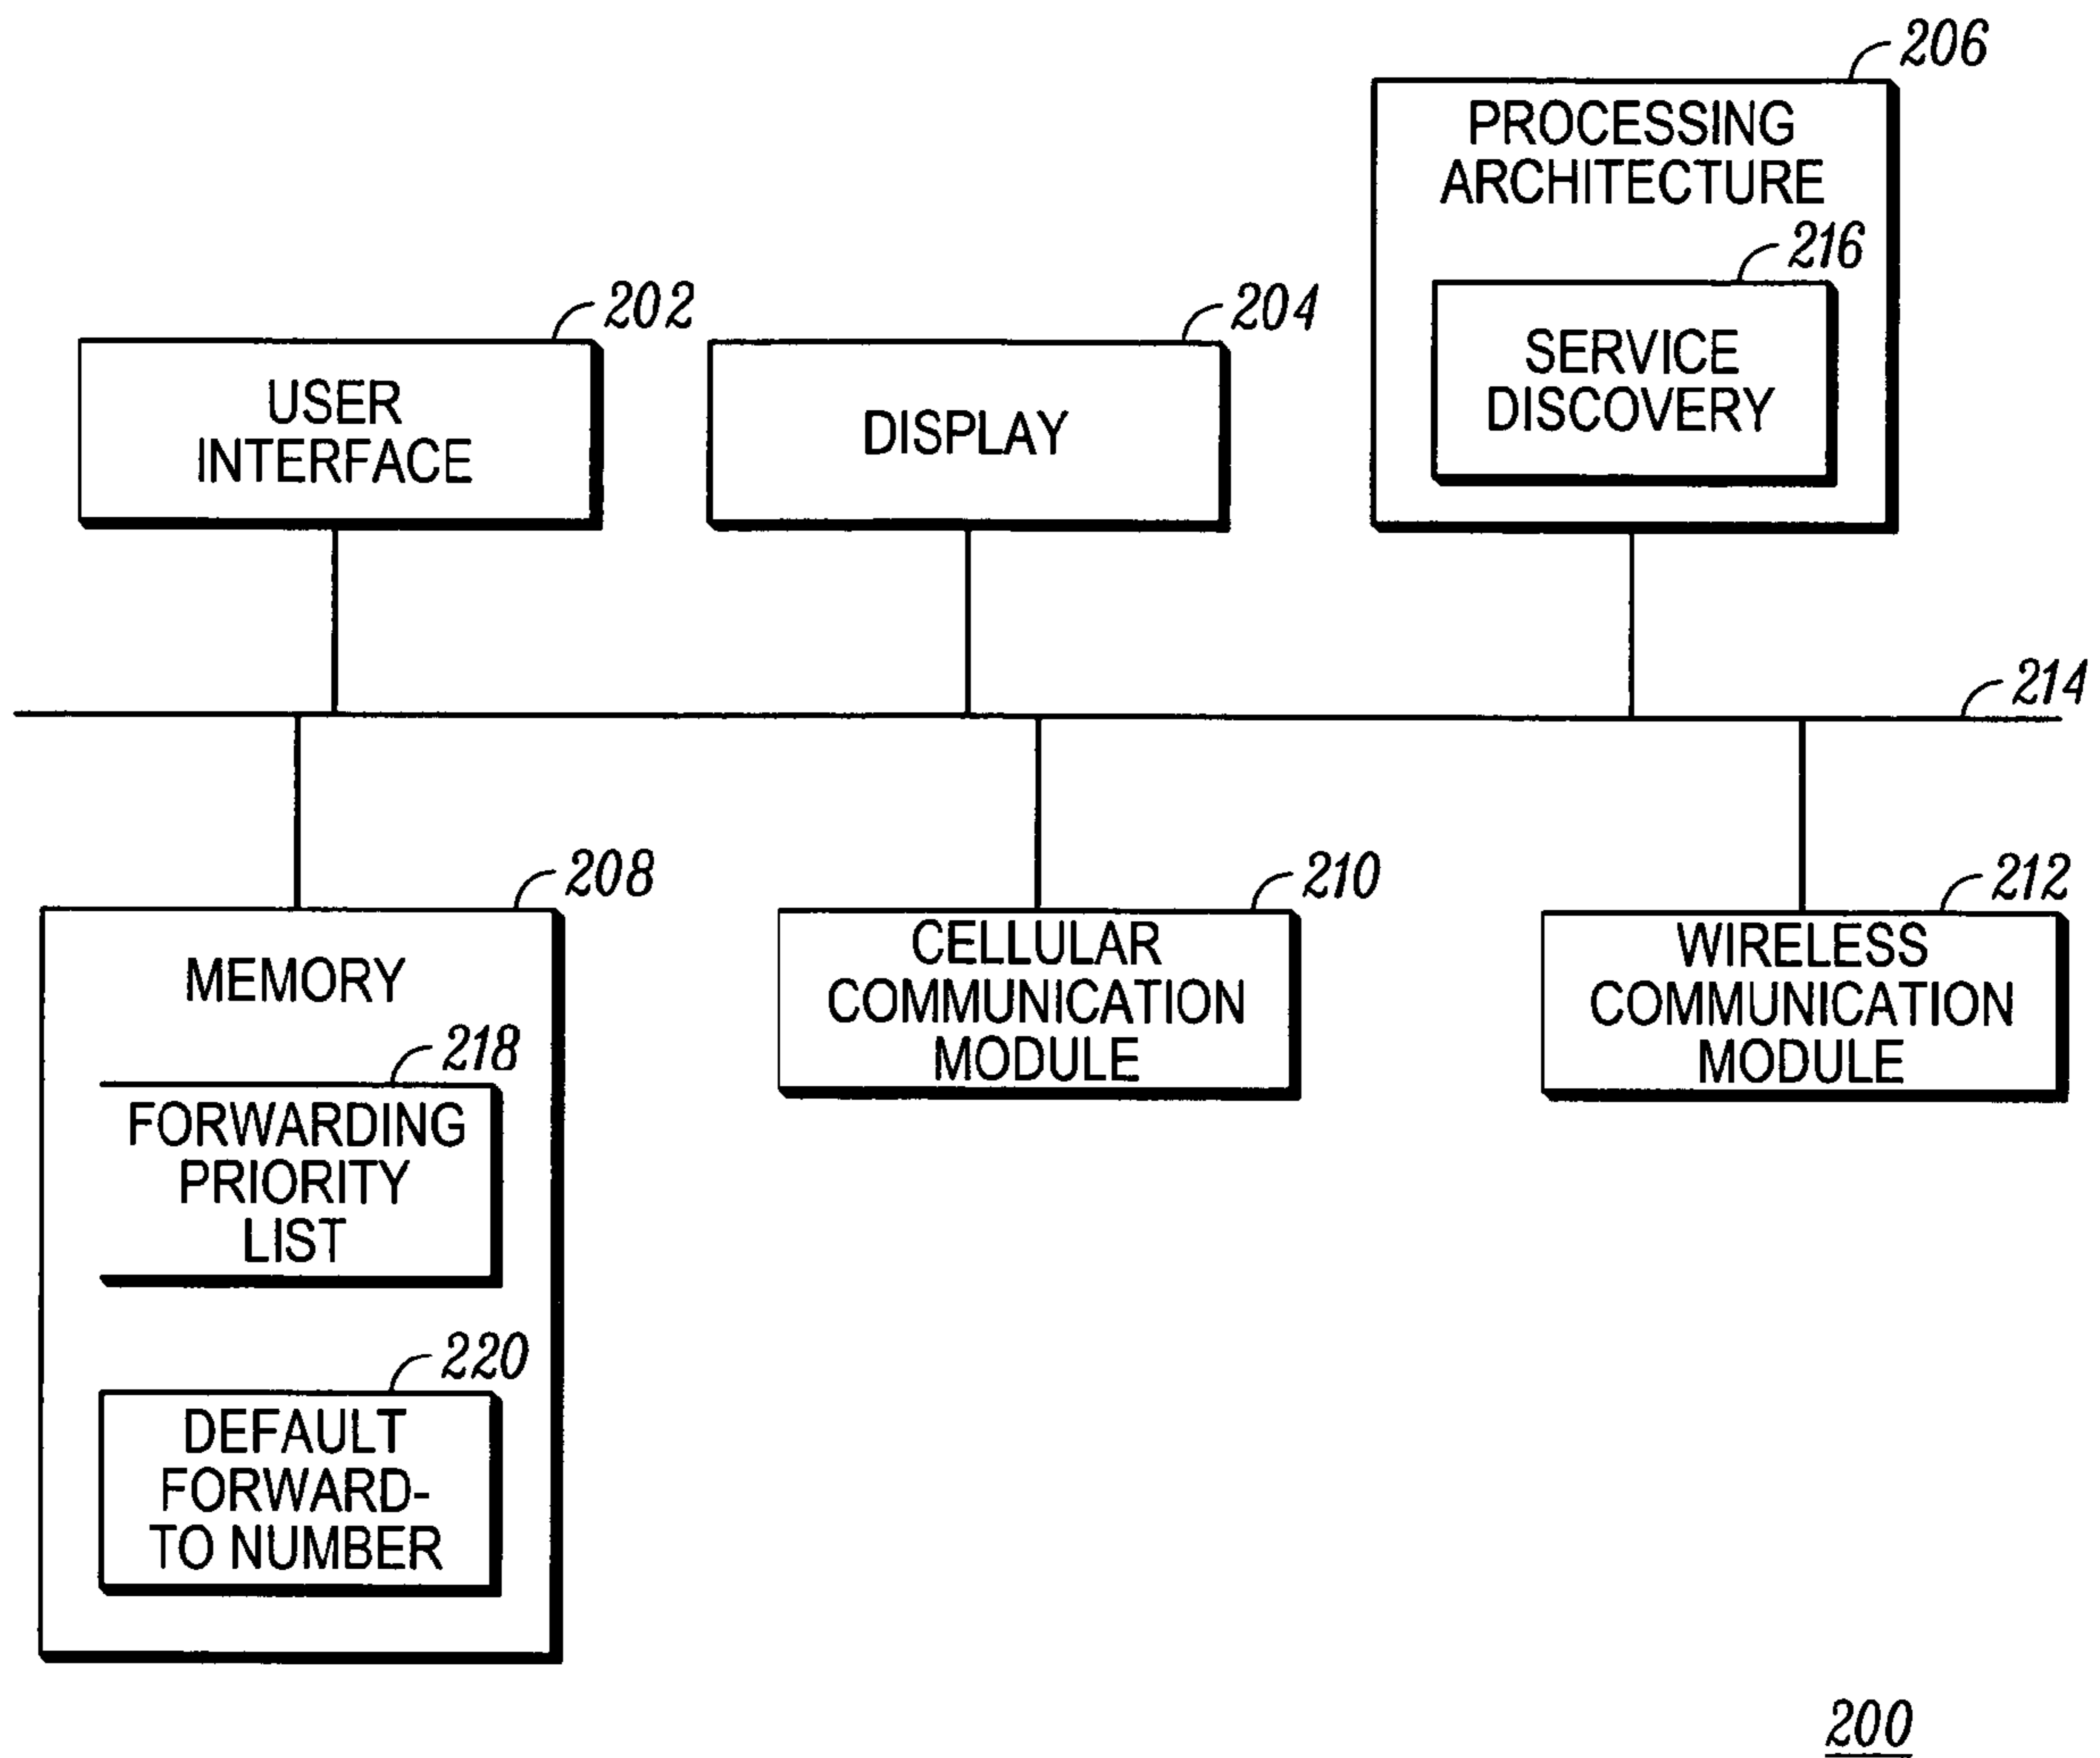 206
PROCESSING
ARCHITECTURE
216
SERVICE
DISCOVERY
202
USER
INTERFACE
204
DISPLAY
214
208
MEMORY
218
FORWARDING
PRIORITY
LIST
220
DEFAULT
FORWARD-
TO NUMBER
210
CELLULAR
COMMUNICATION
MODULE
212
WIRELESS
COMMUNICATION
MODULE
200